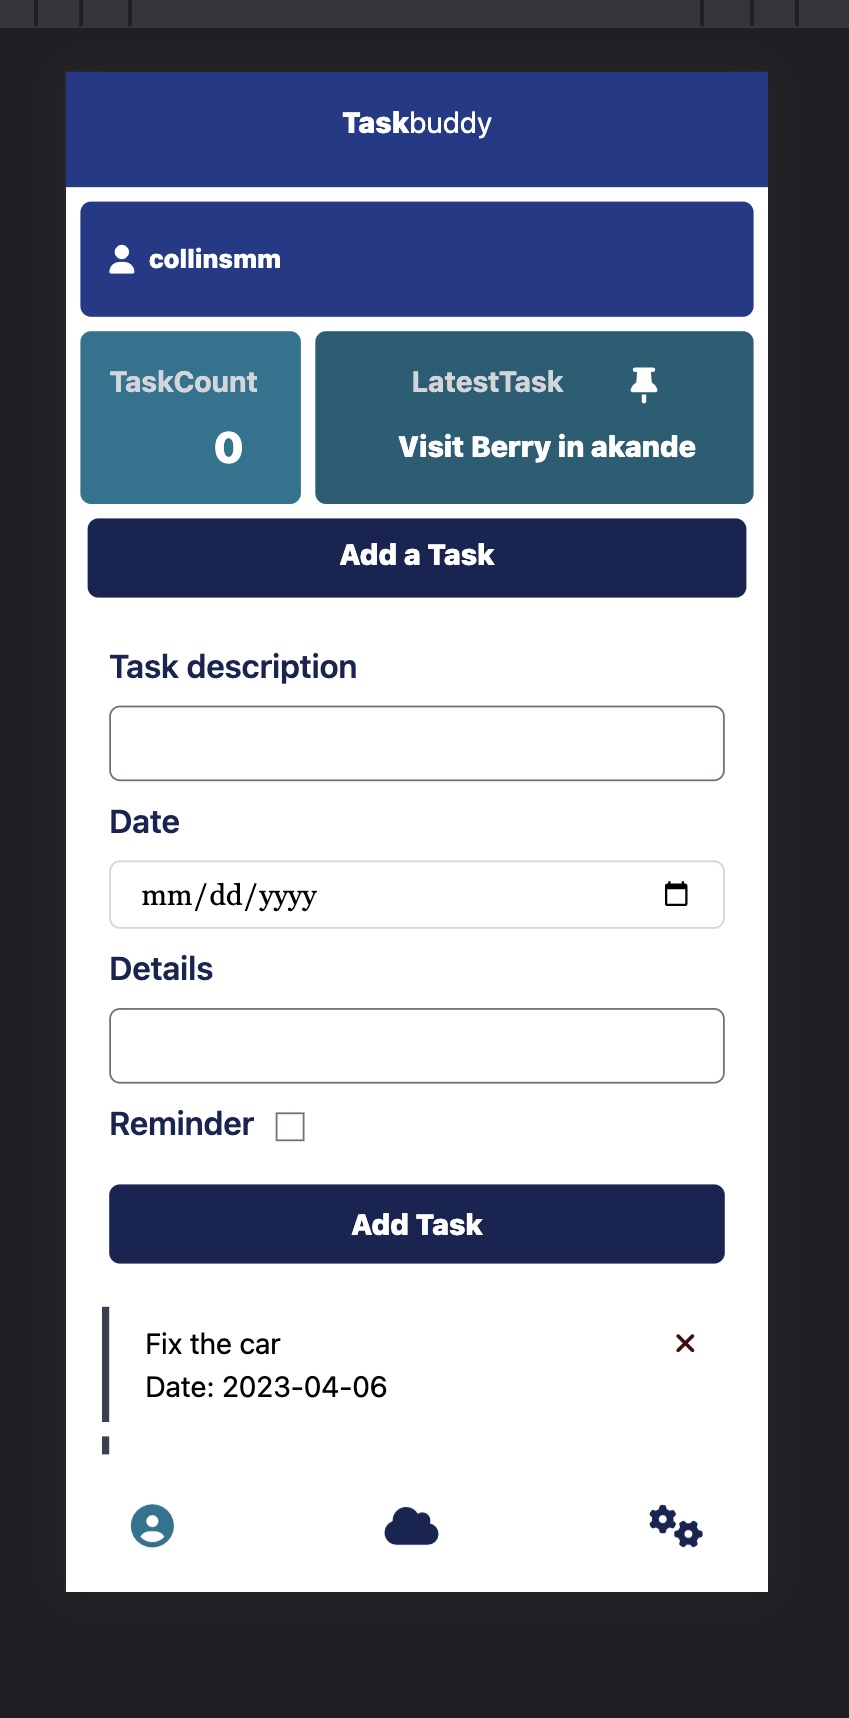 Taskbuddy
collinsmm
TaskCount
0
LatestTask
Visit Berry in akande
Add a Task
Task description
Date
mm/dd/yyyy
Details
Reminder
Add Task
Fix the car
Date: 2023-04-06